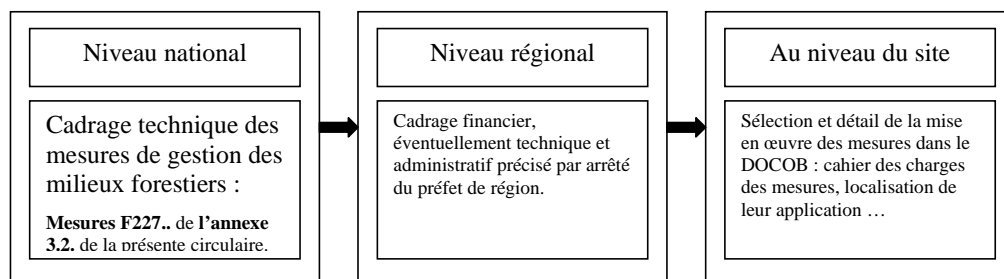 Niveau national
Cadrage technique des
mesures de gestion des
milieux forestiers :
Mesures F227.. de l'annexe
3.2. de la présente circulaire.
Niveau régional
Cadrage financier,
éventuellement technique et
administratif précisé par arrêté
du préfet de région.
Au niveau du site
Sélection et détail de la mise
en œuvre des mesures dans le
DOCOB : cahier des charges
des mesures, localisation de
leur application …